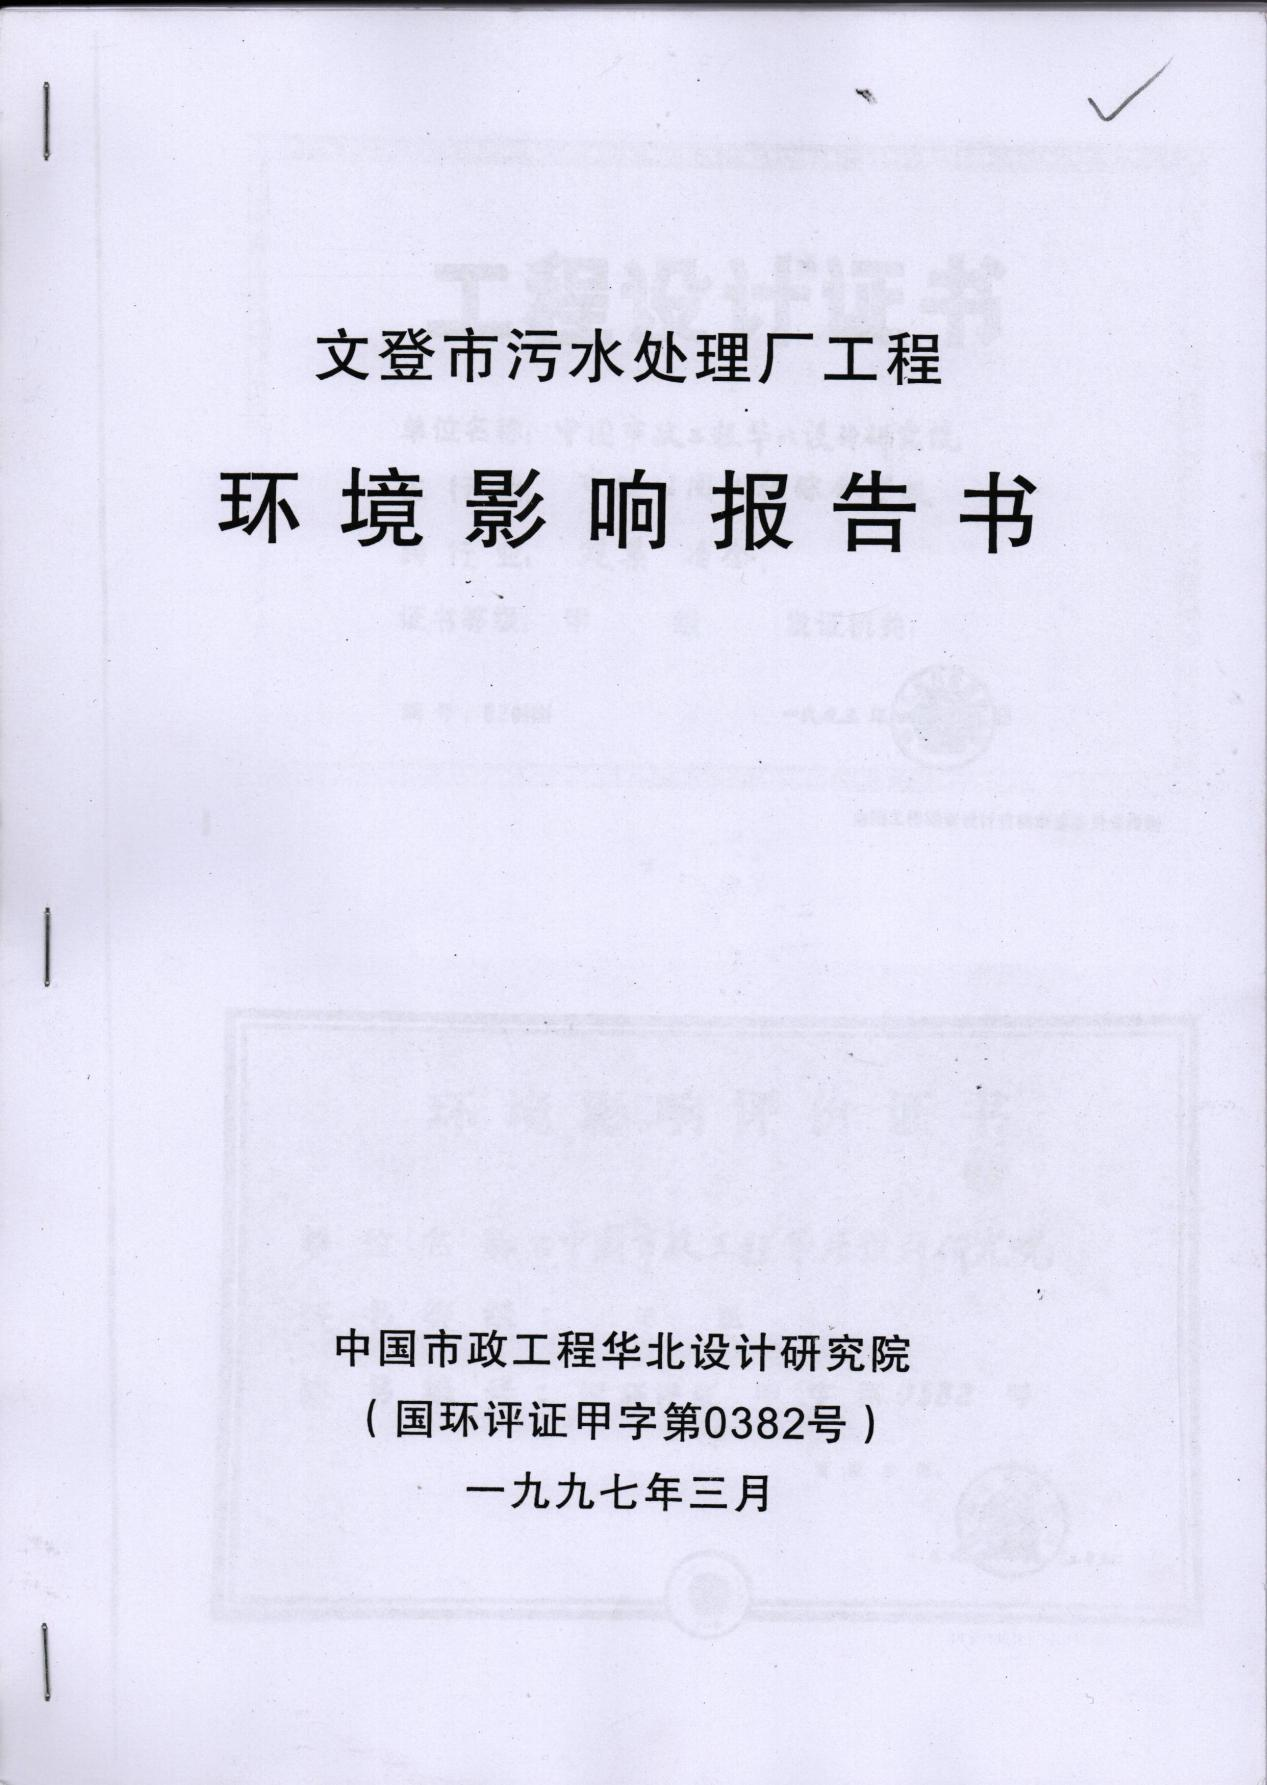 文登市污水处理厂工程
环境影响报告书
中国市政工程华北设计研究院
（国环评证甲字第0382号）
一九九七年三月